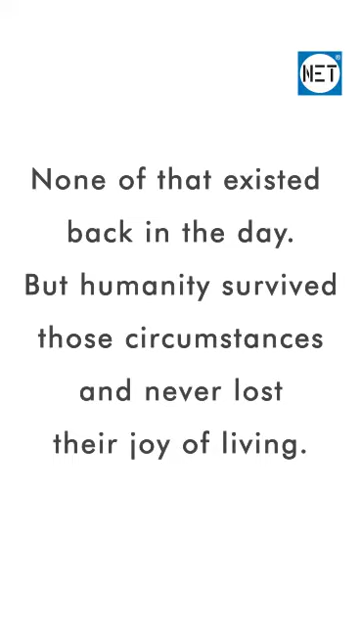 NET
None of that existed
back in the day.
But humanity survived
those circumstances
and never lost
their joy of living.